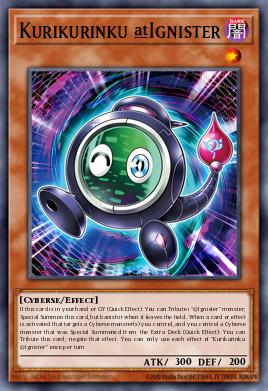 Kurikurinku @Ignister
DARK
闇
[CYBERSE/EFFECT]
If this card is in your hand or GY (Quick Effect): You can Tribute 1 "@Ignister" monster;
Special Summon this card, but banish it when it leaves the field. When a card or effect
is activated that targets a Cyberse monster(s) you control, and you control a Cyberse
monster that was Special Summoned from the Extra Deck (Quick Effect): You can
Tribute this card; negate that effect. You can only use each effect of "Kurikurinku
@Ignister" once per turn.
ATK/ 300 DEF/ 200